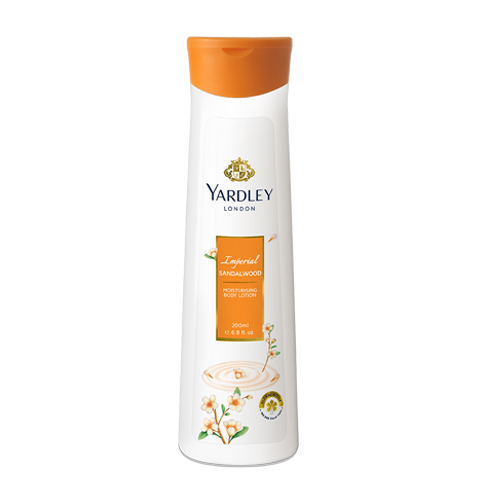 YARDLEY
LONDON
Imperial
SANDALWOOD
MOISTURISING
BODY LOTION
200ml
℮ 6.8 fl. oz